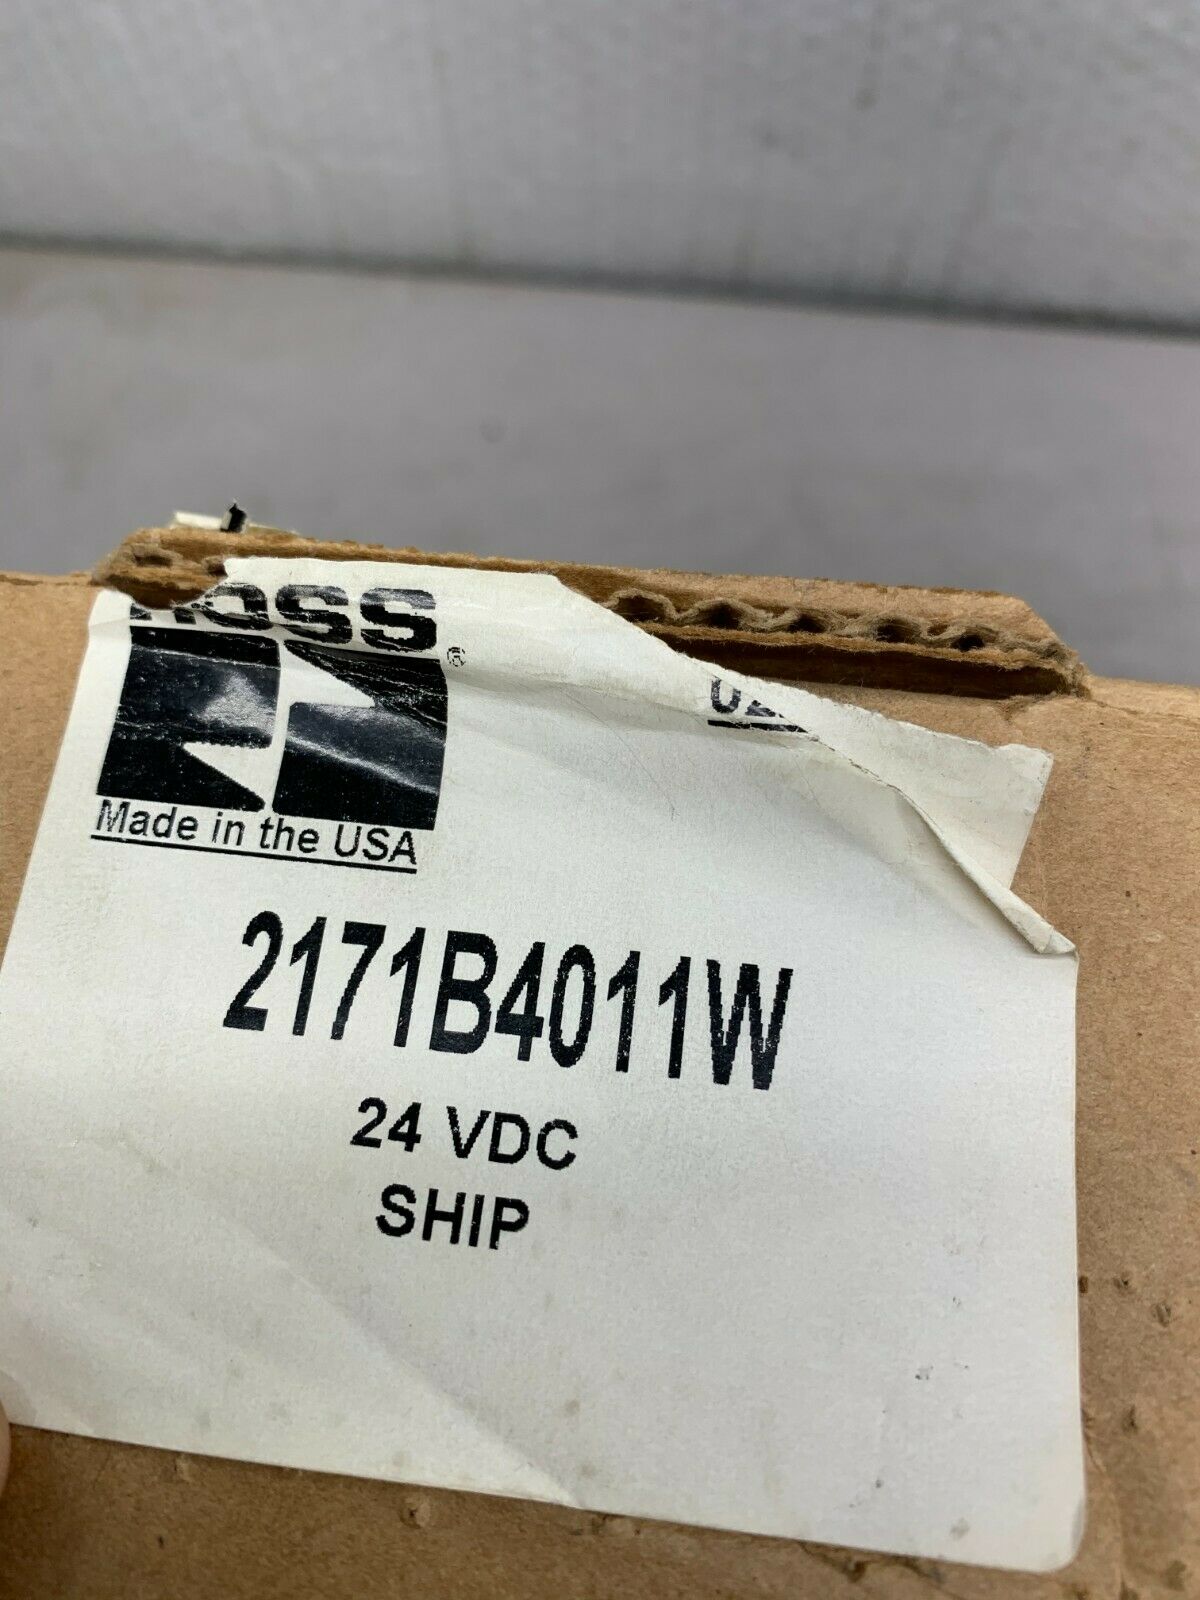 ROSS
®
Made in the USA
2171B4011W
24 VDC
SHIP